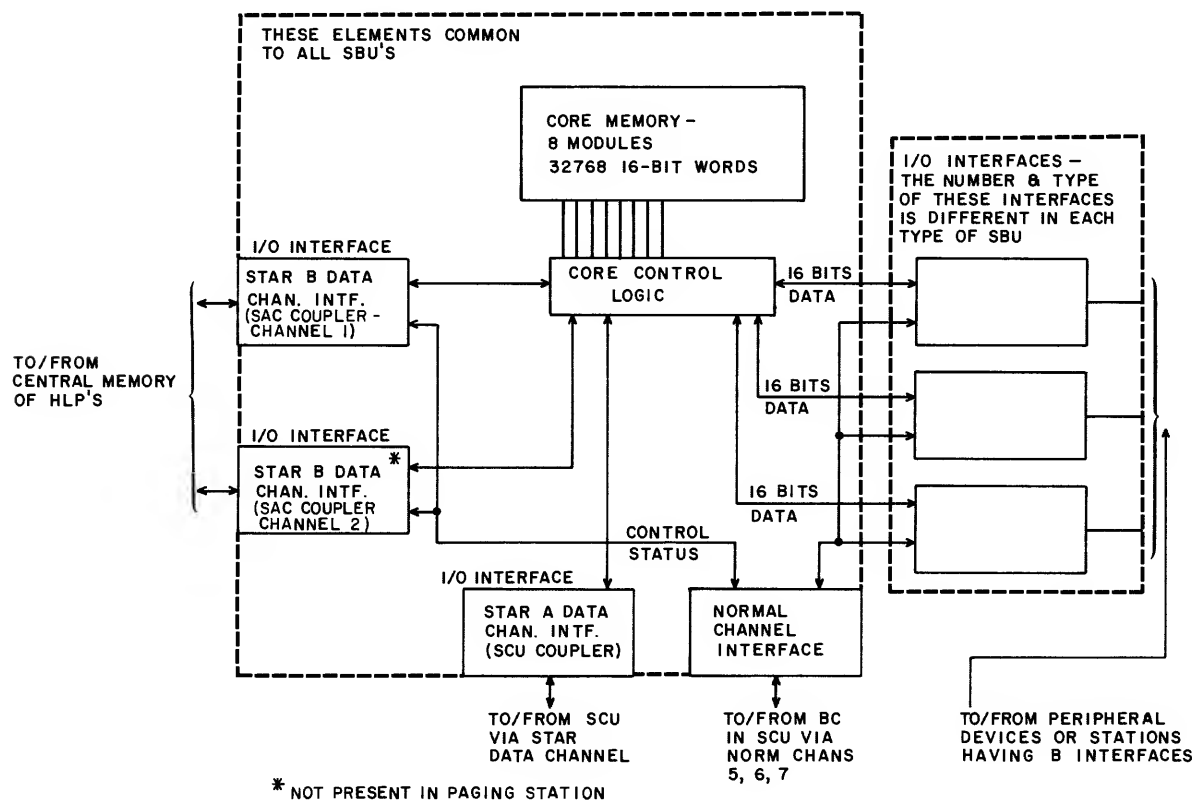 THESE ELEMENTS COMMON
TO ALL SBU'S
CORE MEMORY –
8 MODULES
32768 16-BIT WORDS
I/O INTERFACES –
THE NUMBER & TYPE
OF THESE INTERFACES
IS DIFFERENT IN EACH
TYPE OF SBU
I/O INTERFACE
STAR B DATA
CHAN. INTF.
(SAC COUPLER –
CHANNEL 1)
CORE CONTROL
LOGIC
16 BITS
DATA
TO/FROM
CENTRAL MEMORY
OF HLP'S
16 BITS
DATA
I/O INTERFACE
STAR B DATA *
CHAN. INTF.
(SAC COUPLER
CHANNEL 2)
16 BITS
DATA
CONTROL
STATUS
I/O INTERFACE
STAR A DATA
CHAN. INTF.
(SCU COUPLER)
NORMAL
CHANNEL
INTERFACE
TO/FROM SCU
VIA STAR
DATA CHANNEL
TO/FROM BC
IN SCU VIA
NORM CHANS
5, 6, 7
TO/FROM PERIPHERAL
DEVICES OR STATIONS
HAVING B INTERFACES
* NOT PRESENT IN PAGING STATION